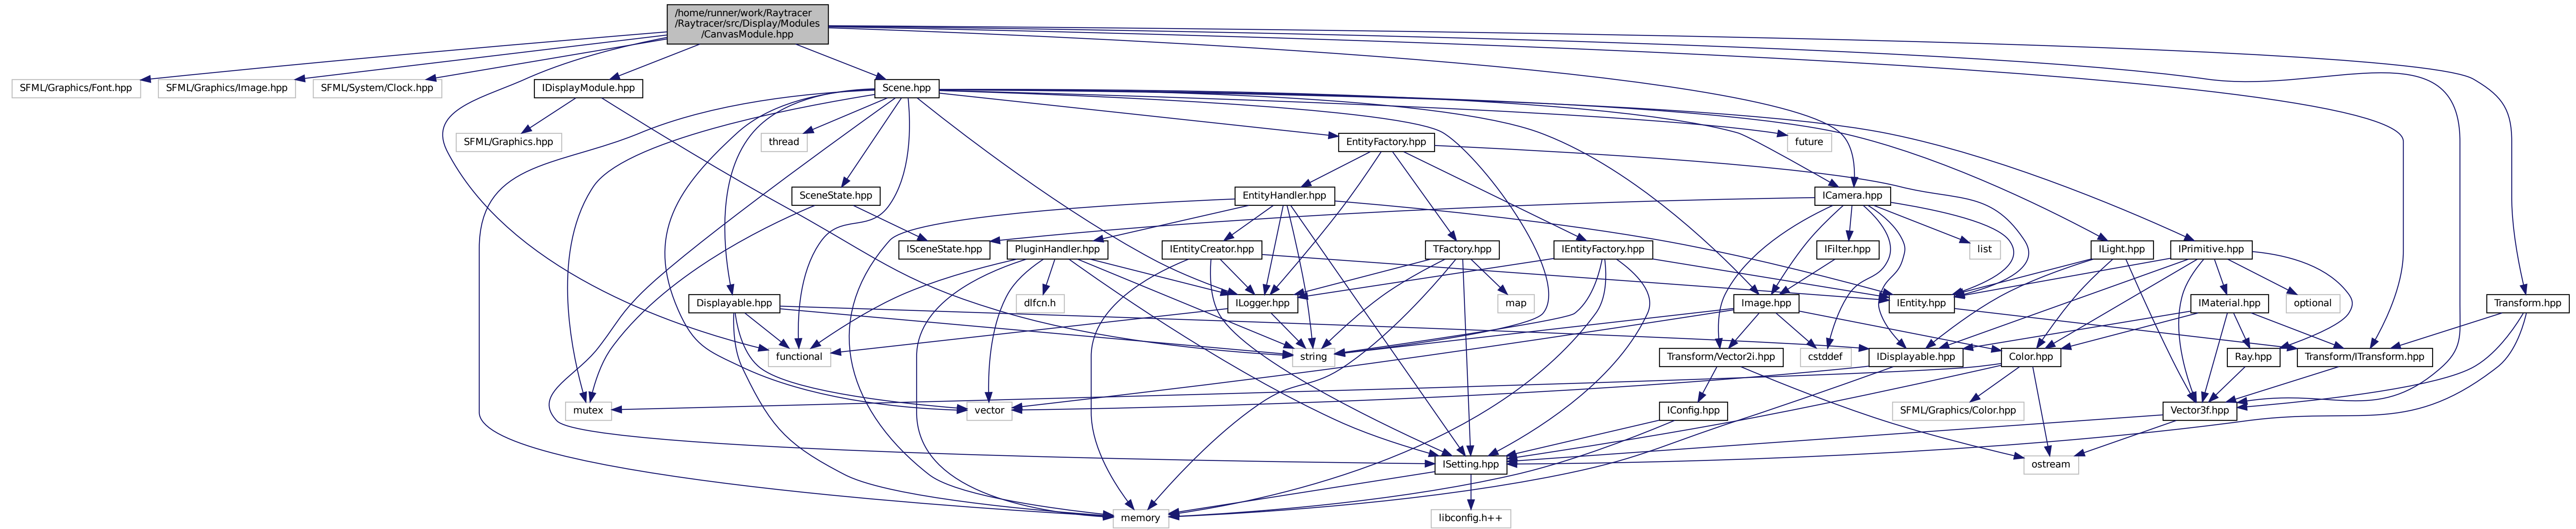 /home/runner/work/Raytracer
/Raytracer/src/Display/Modules
/CanvasModule.hpp
SFML/Graphics/Font.hpp
SFML/Graphics/Image.hpp
SFML/System/Clock.hpp
IDisplayModule.hpp
Scene.hpp
SFML/Graphics.hpp
thread
EntityFactory.hpp
future
SceneState.hpp
EntityHandler.hpp
ICamera.hpp
ISceneState.hpp
PluginHandler.hpp
IEntityCreator.hpp
TFactory.hpp
IEntityFactory.hpp
IFilter.hpp
list
ILight.hpp
IPrimitive.hpp
Displayable.hpp
dlfcn.h
ILogger.hpp
map
Image.hpp
IEntity.hpp
IMaterial.hpp
optional
Transform.hpp
functional
string
Transform/Vector2i.hpp
cstddef
IDisplayable.hpp
Color.hpp
Ray.hpp
Transform/ITransform.hpp
mutex
vector
IConfig.hpp
SFML/Graphics/Color.hpp
Vector3f.hpp
ISetting.hpp
ostream
memory
libconfig.h++